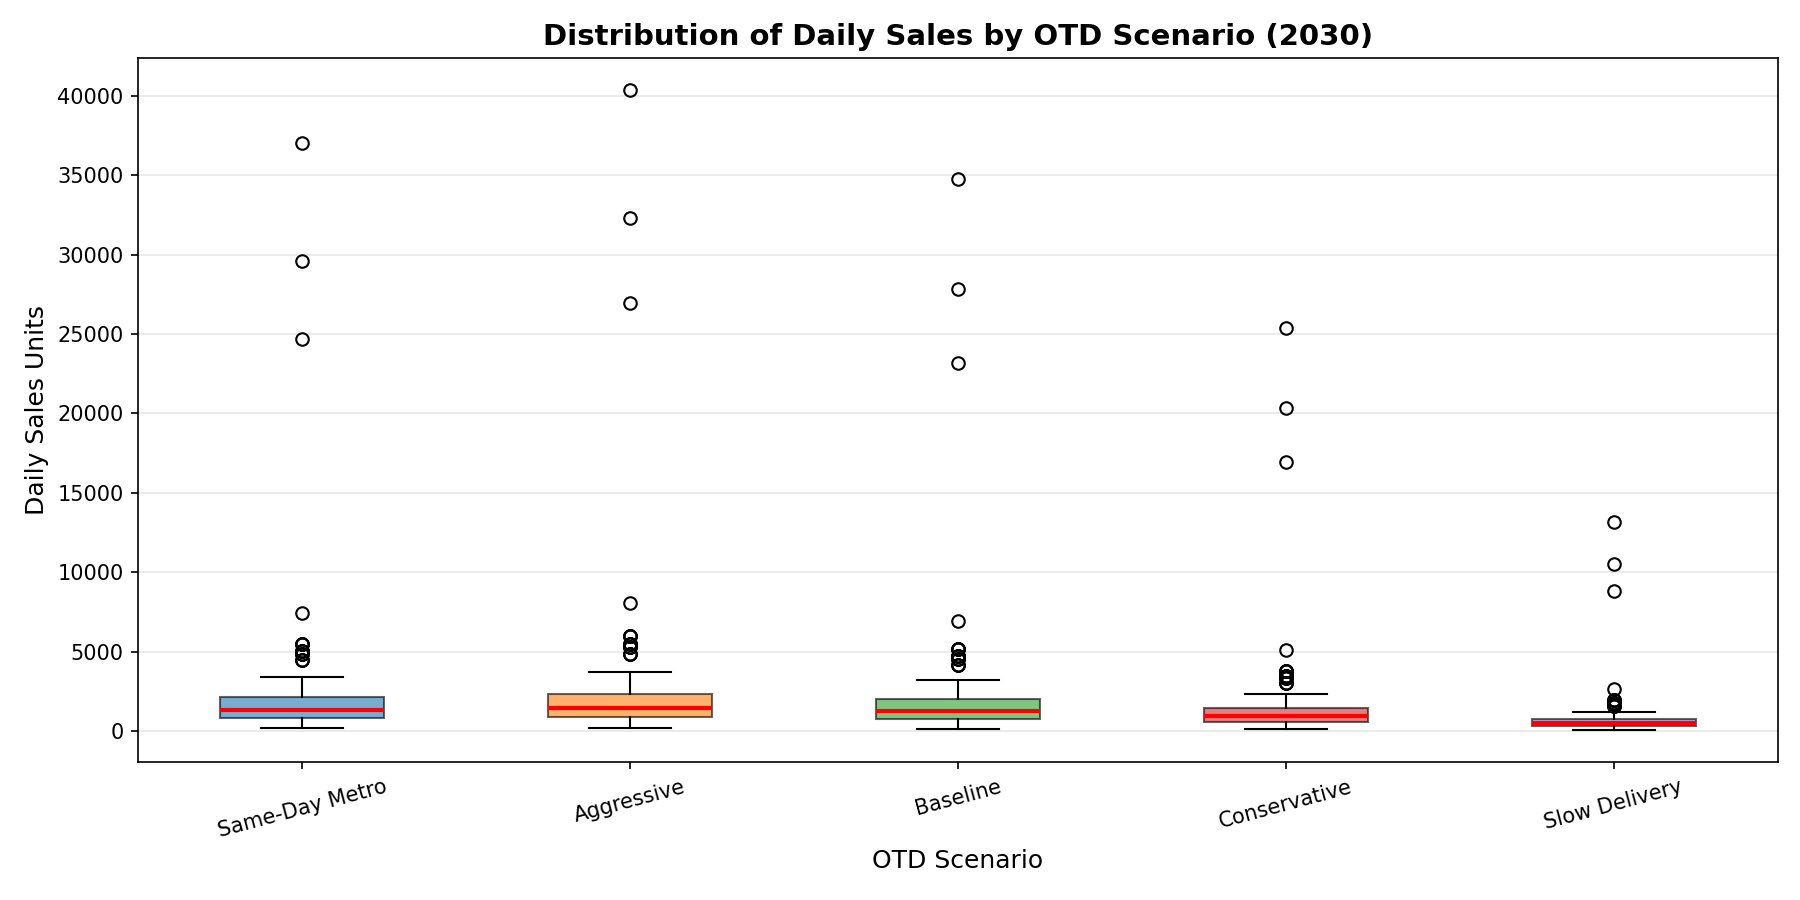 Distribution of Daily Sales by OTD Scenario (2030)
Daily Sales Units
40000
35000
30000
25000
20000
15000
10000
5000
0
Same-Day Metro
Aggressive
Baseline
Conservative
Slow Delivery
OTD Scenario